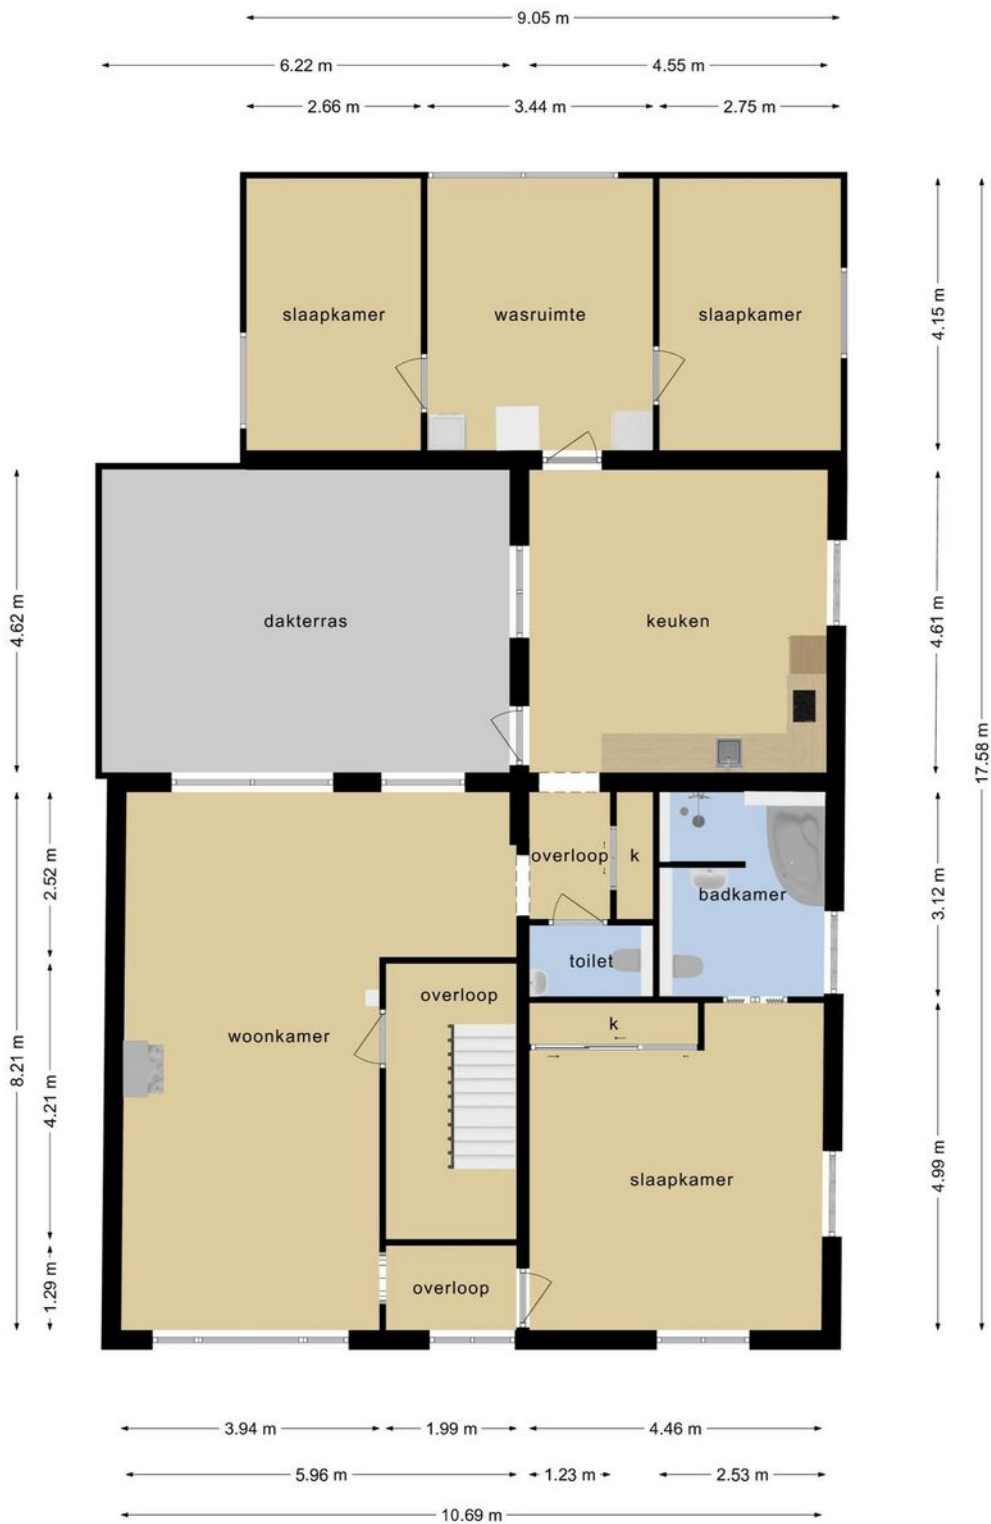 9.05 m
6.22 m
4.55 m
2.66 m
3.44 m
2.75 m
slaapkamer
wasruimte
slaapkamer
4.15 m
dakterras
keuken
4.62 m
4.61 m
17.58 m
overloop
k
badkamer
2.52 m
3.12 m
toilet
overloop
k
woonkamer
8.21 m
4.21 m
slaapkamer
4.99 m
overloop
1.29 m
3.94 m
1.99 m
4.46 m
5.96 m
1.23 m
2.53 m
10.69 m